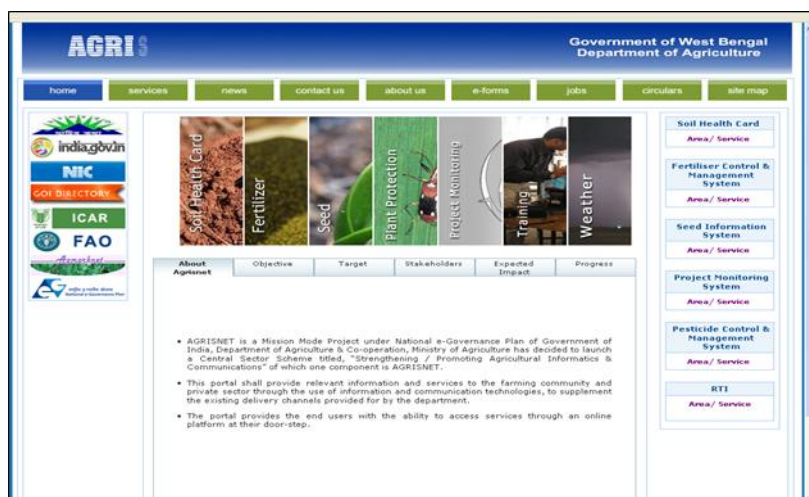 AGRIS
Government of West Bengal
Department of Agriculture
home
services
news
contact us
about us
e-forms
jobs
circulars
site map
india.gov.in
NIC
GOI DIRECTORY
ICAR
FAO
Agmarknet
National e-Governance Plan
Soil Health Card
Fertilizer
Seed
Plant Protection
Project Monitoring
Training
Weather
About
Agrisnet
Objective
Target
Stakeholders
Expected
Impact
Progress
• AGRISNET is a Mission Mode Project under National e-Governance Plan of Government of
India, Department of Agriculture & Co-operation, Ministry of Agriculture has decided to launch
a Central Sector Scheme titled, "Strengthening / Promoting Agricultural Informatics &
Communications" of which one component is AGRISNET.
• This portal shall provide relevant information and services to the farming community and
private sector through the use of information and communication technologies, to supplement
the existing delivery channels provided for by the department.
• The portal provides the end users with the ability to access services through an online
platform at their door-step.
Soil Health Card
Area/ Service
Fertiliser Control &
Management
System
Area/ Service
Seed Information
System
Area/ Service
Project Monitoring
System
Area/ Service
Pesticide Control &
Management
System
Area/ Service
RTI
Area/ Service